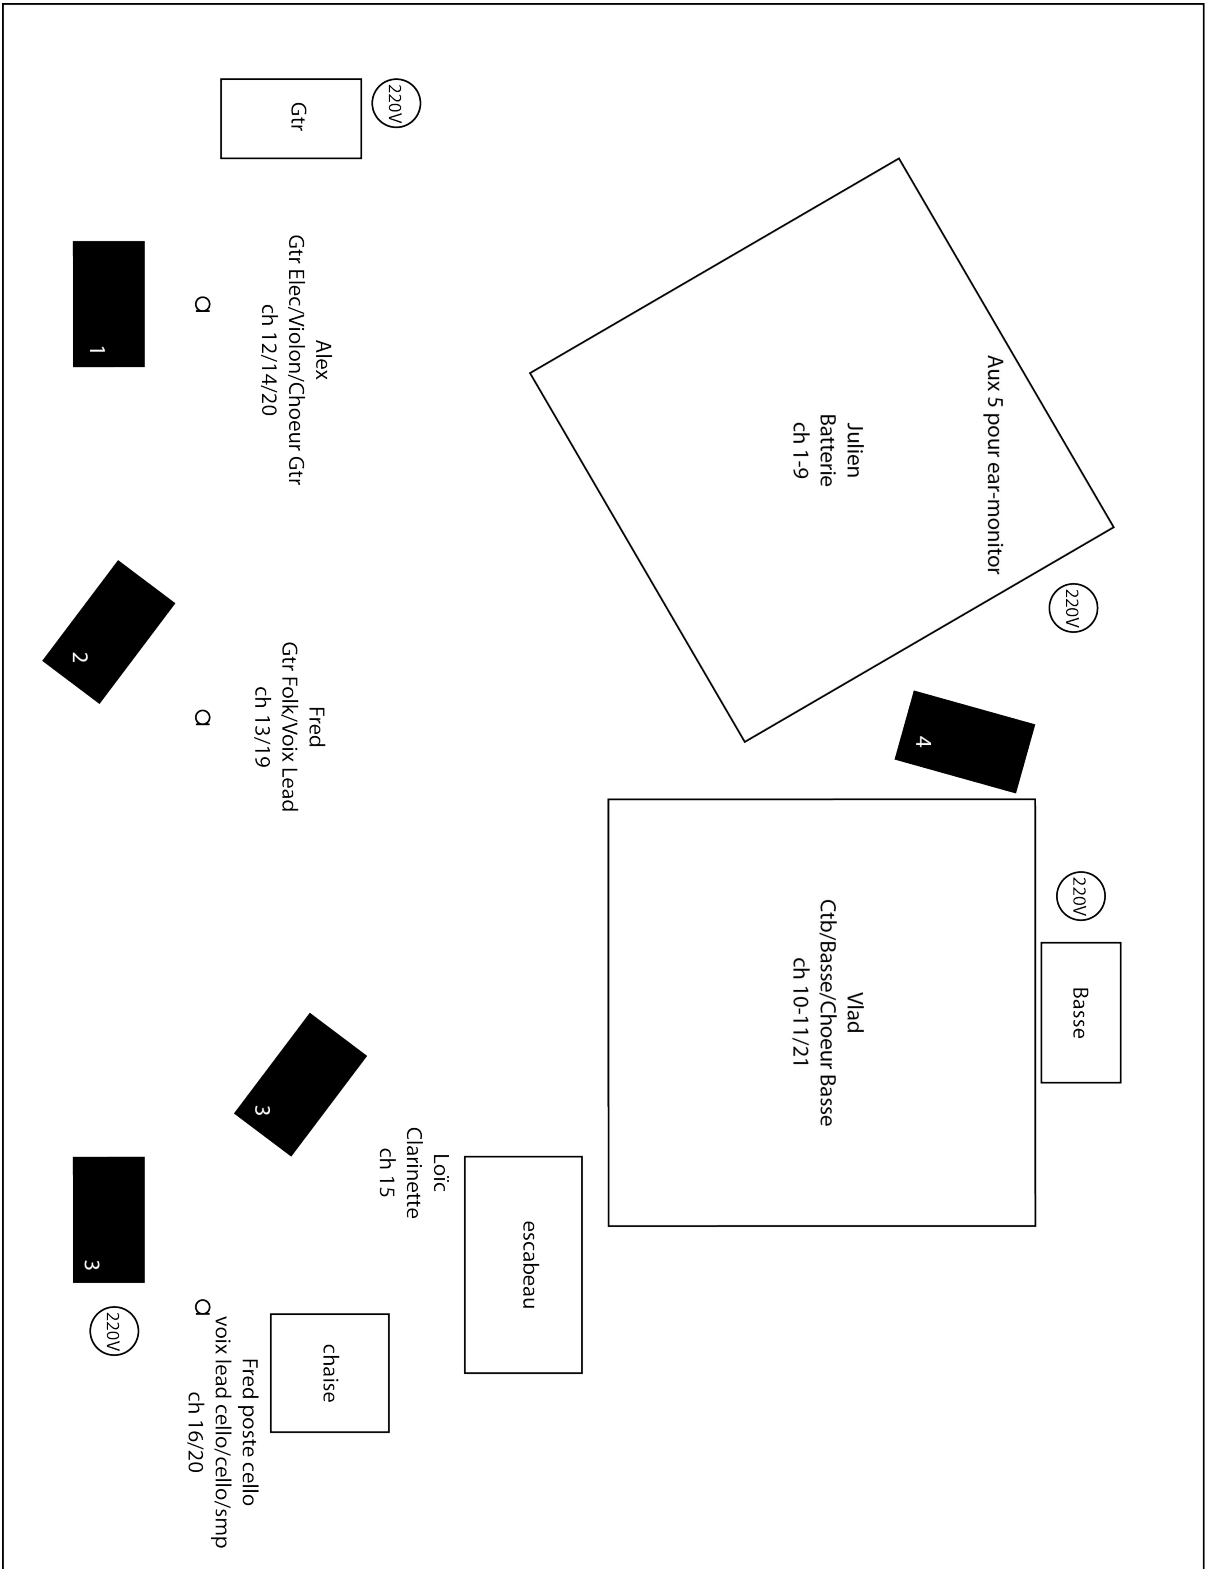 220V
220V
Basse
Aux 5 pour ear-monitor
4
Julien
Batterie
ch 1-9
Vlad
Ctb/Basse/Choeur Basse
ch 10-11/21
escabeau
220V
Gtr
Loïc
Clarinette
ch 15
chaise
Alex
Gtr Elec/Violon/Choeur Gtr
ch 12/14/20
Fred
Gtr Folk/Voix Lead
ch 13/19
3
Fred poste cello
voix lead cello/cello/smp
ch 16/20
1
2
3
220V